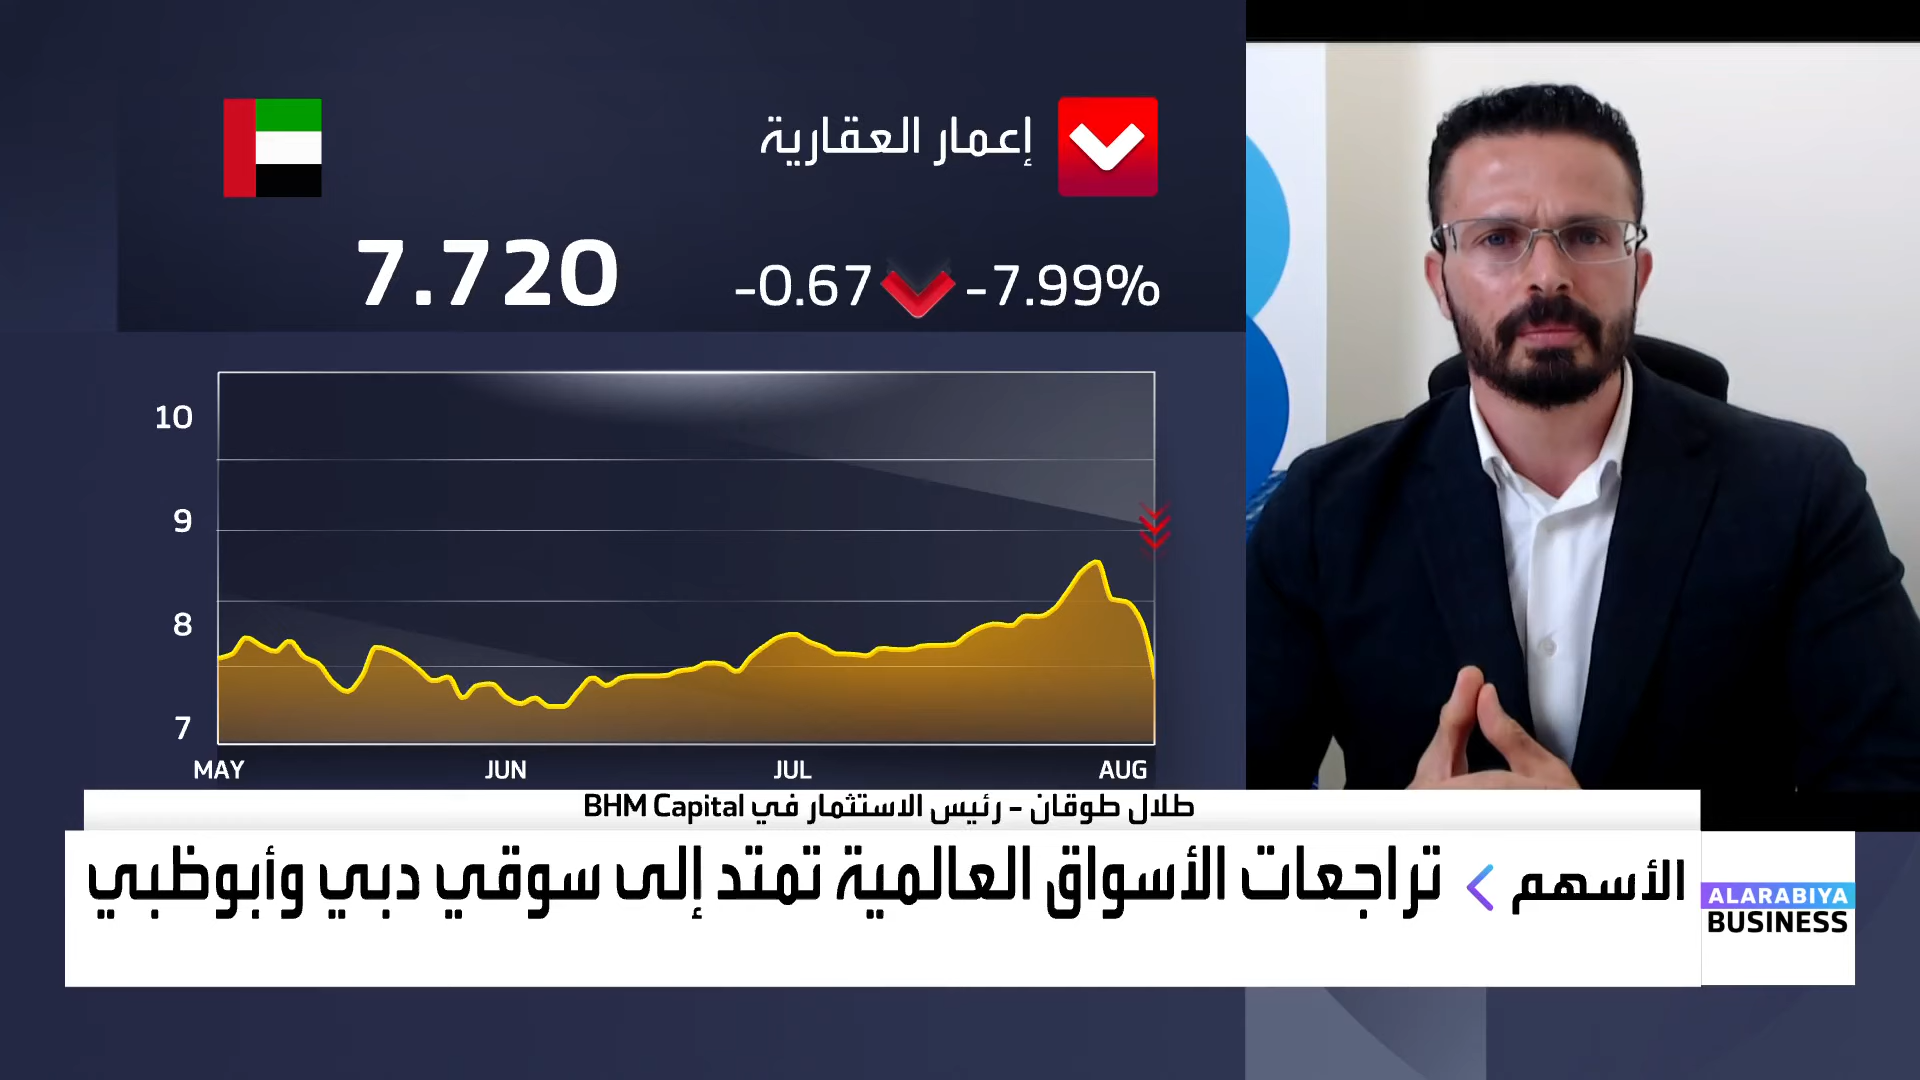 إعمار العقارية
7.720
-0.67
-7.99%
10
9
8
7
MAY JUN JUL AUG
طلال طوقان - رئيس الاستثمار في BHM Capital
الأسهم
تراجعات الأسواق العالمية تمتد إلى سوقي دبي وأبوظبي
ALARABIYA
BUSINESS